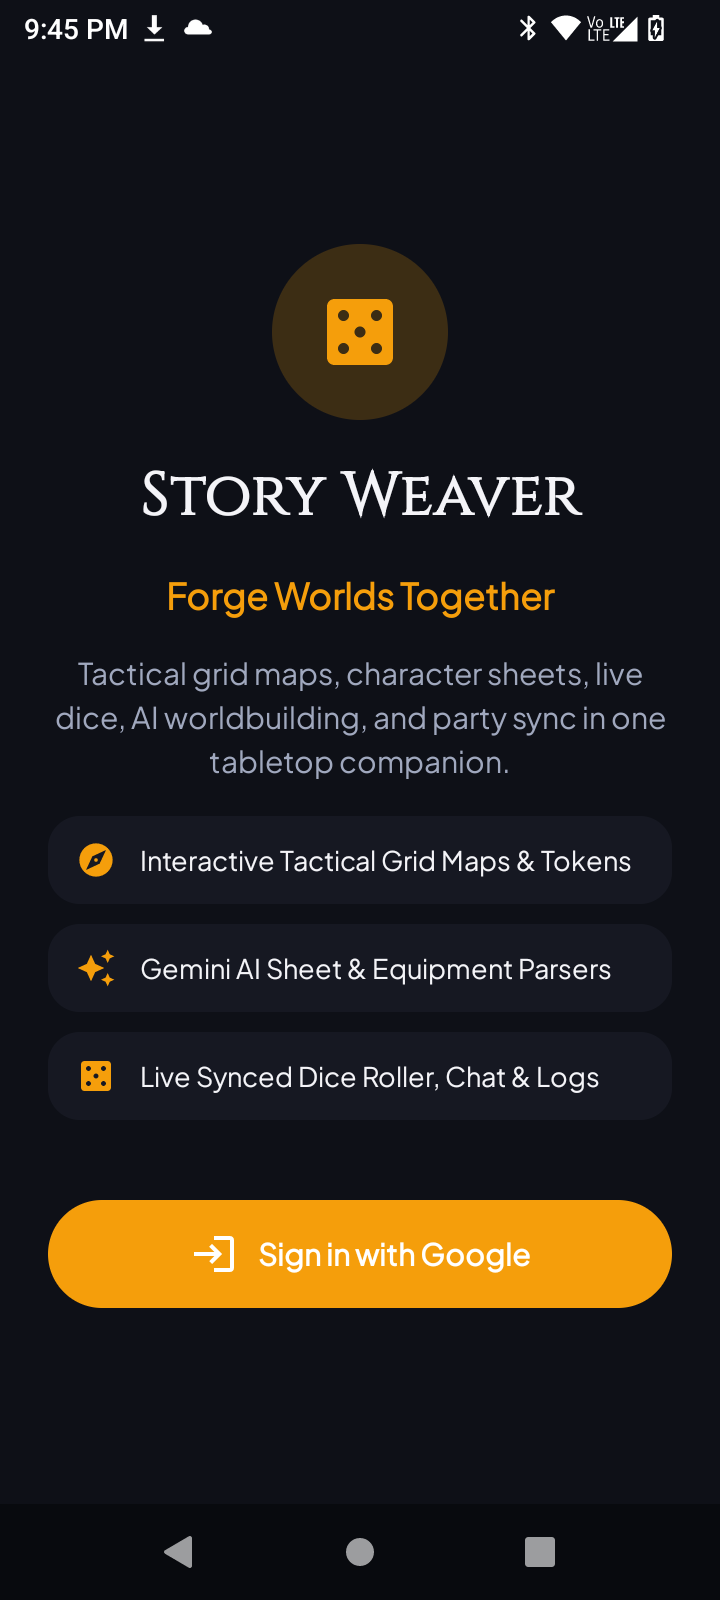 9:45 PM
Vo LTE
LTE
Story Weaver
Forge Worlds Together
Tactical grid maps, character sheets, live
dice, AI worldbuilding, and party sync in one
tabletop companion.
Interactive Tactical Grid Maps & Tokens
Gemini AI Sheet & Equipment Parsers
Live Synced Dice Roller, Chat & Logs
Sign in with Google